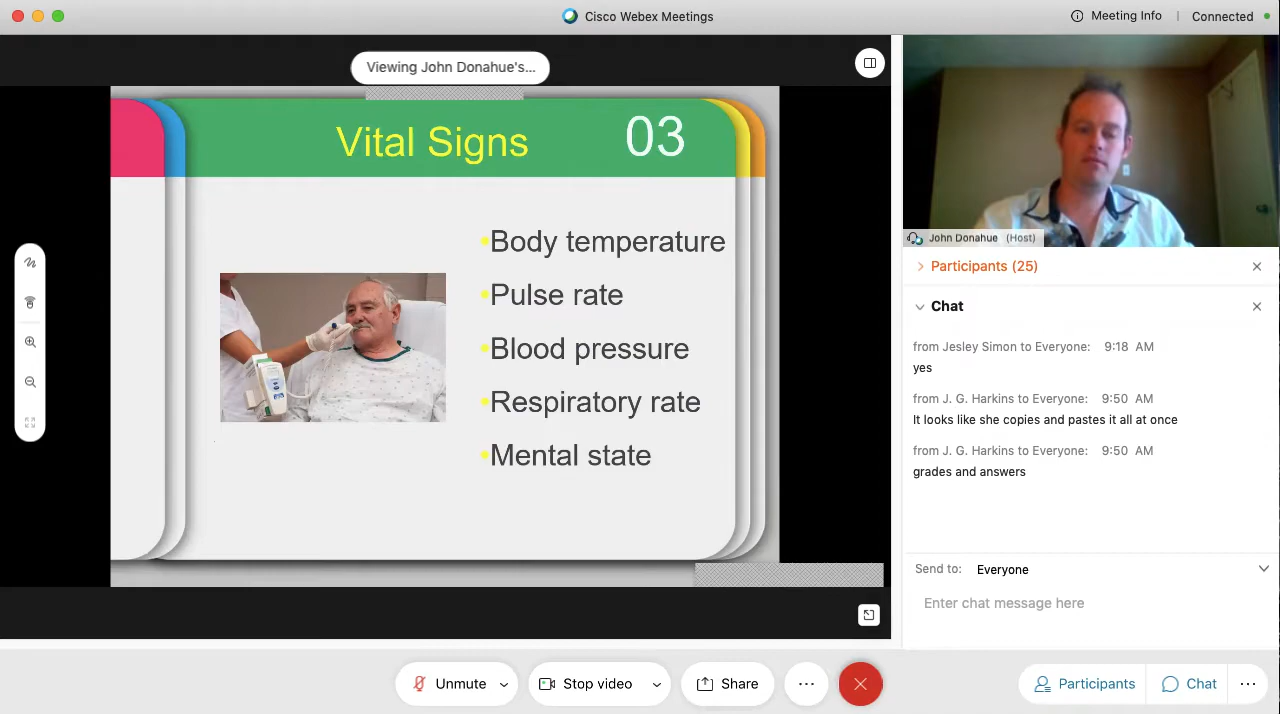 Cisco Webex Meetings
Meeting Info
Connected
Viewing John Donahue's...
Vital Signs
03
•Body temperature
•Pulse rate
•Blood pressure
•Respiratory rate
•Mental state
John Donahue (Host)
Participants (25)
Chat
from Jesley Simon to Everyone: 9:18 AM
yes
from J. G. Harkins to Everyone: 9:50 AM
It looks like she copies and pastes it all at once
from J. G. Harkins to Everyone: 9:50 AM
grades and answers
Send to: Everyone
Enter chat message here
Unmute
Stop video
Share
Participants
Chat